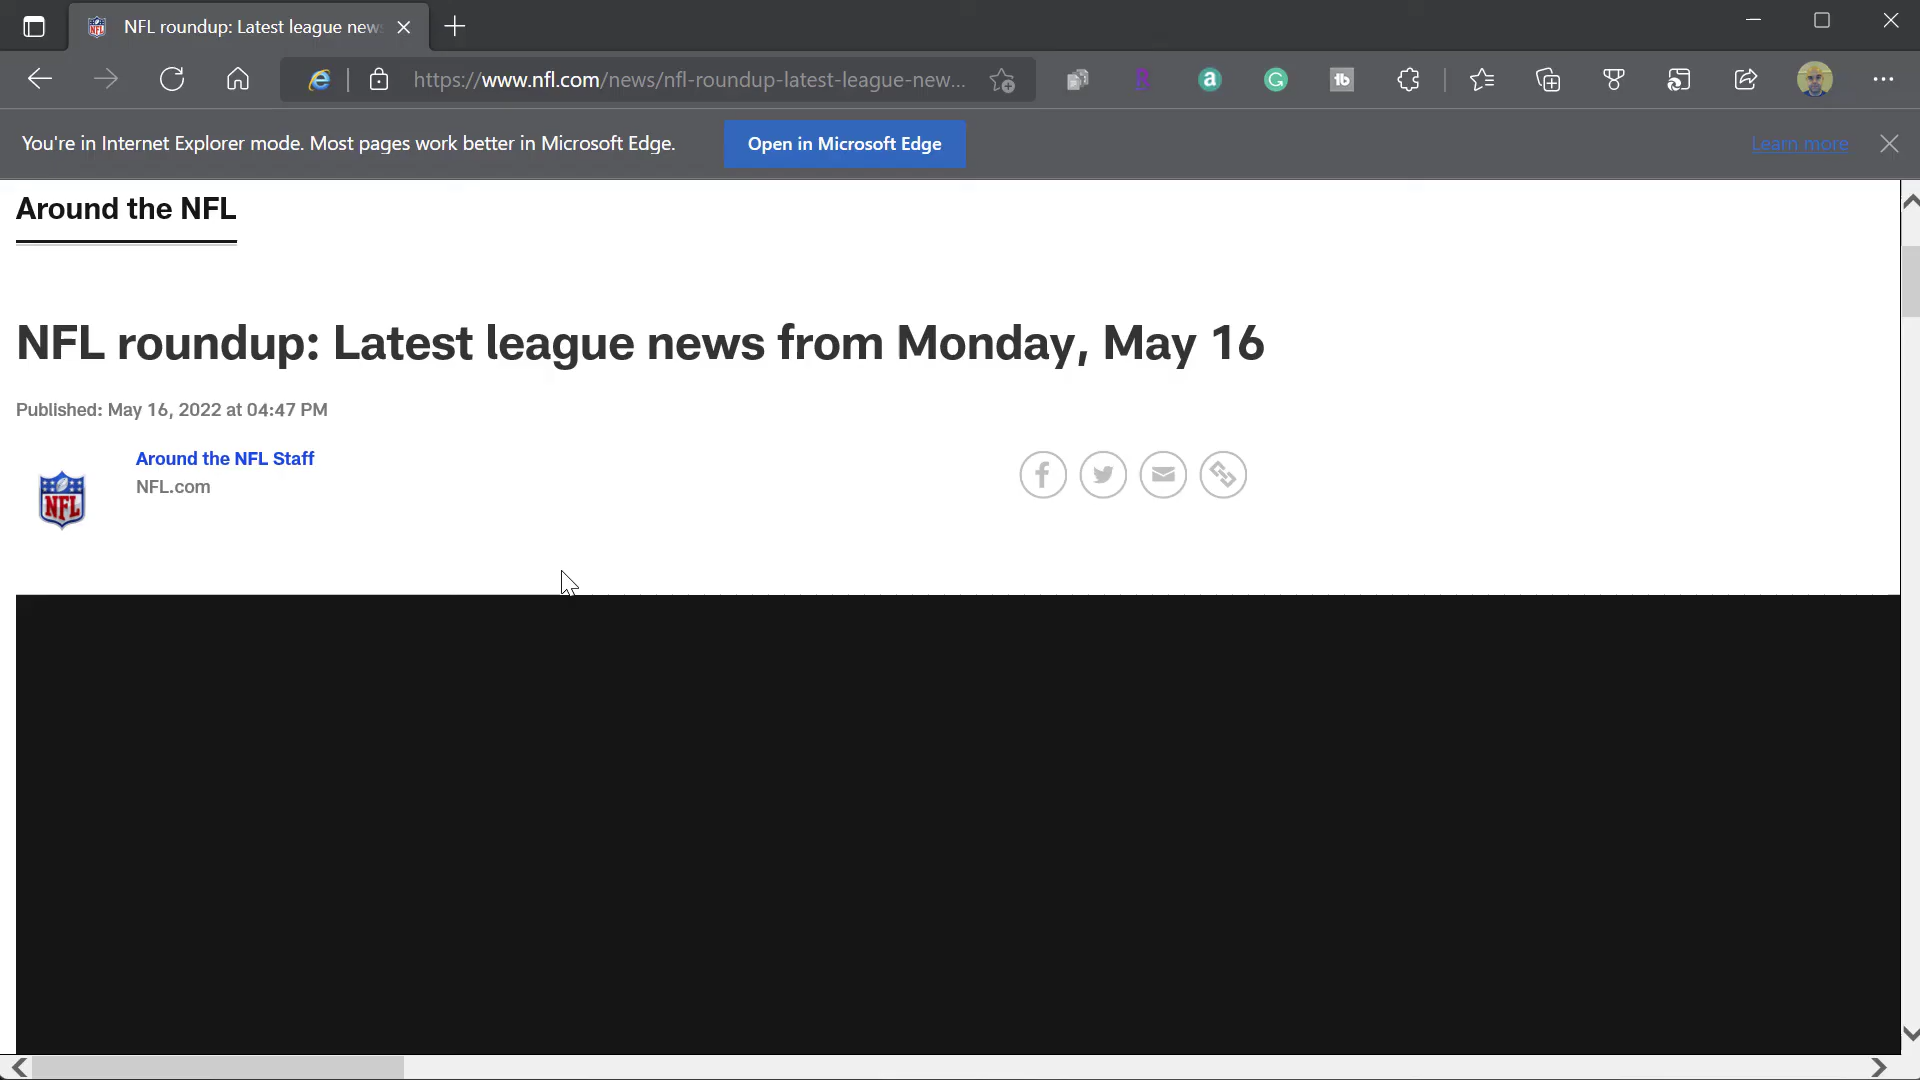 NFL roundup: Latest league new
https://www.nfl.com/news/nfl-roundup-latest-league-new...
You're in Internet Explorer mode. Most pages work better in Microsoft Edge.
Open in Microsoft Edge
Learn more
Around the NFL
NFL roundup: Latest league news from Monday, May 16
Published: May 16, 2022 at 04:47 PM
Around the NFL Staff
NFL.com
NFL